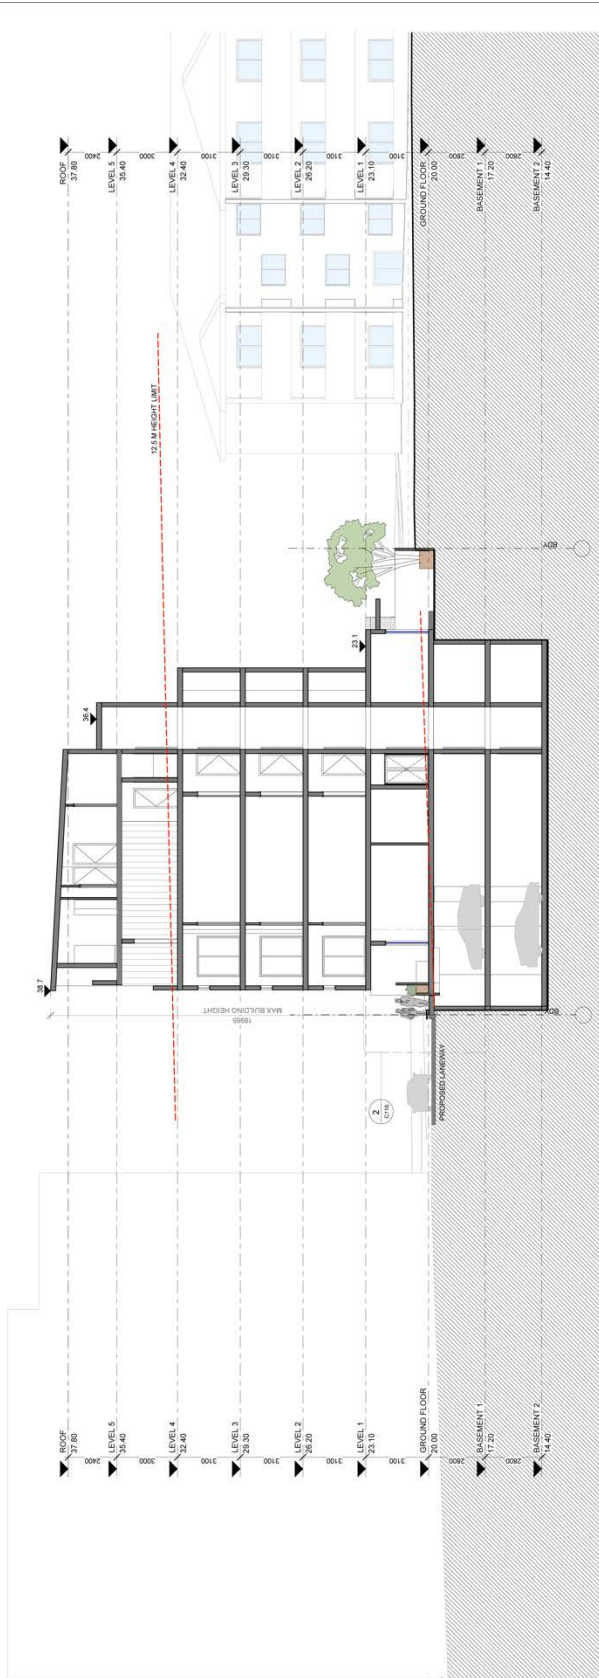 ROOF
37.80
2400
LEVEL 5
35.40
3000
LEVEL 4
32.40
3100
LEVEL 3
29.30
3100
LEVEL 2
26.20
3100
LEVEL 1
23.10
3100
GROUND FLOOR
20.00
2800
BASEMENT 1
17.20
2800
BASEMENT 2
14.40
12.5 M HEIGHT LIMIT
BDY
23.1
36.4
38.7
18965
MAX BUILDING HEIGHT
BDY
2
C116
PROPOSED LANEWAY
ROOF
37.80
2400
LEVEL 5
35.40
3000
LEVEL 4
32.40
3100
LEVEL 3
29.30
3100
LEVEL 2
26.20
3100
LEVEL 1
23.10
3100
GROUND FLOOR
20.00
2800
BASEMENT 1
17.20
2800
BASEMENT 2
14.40